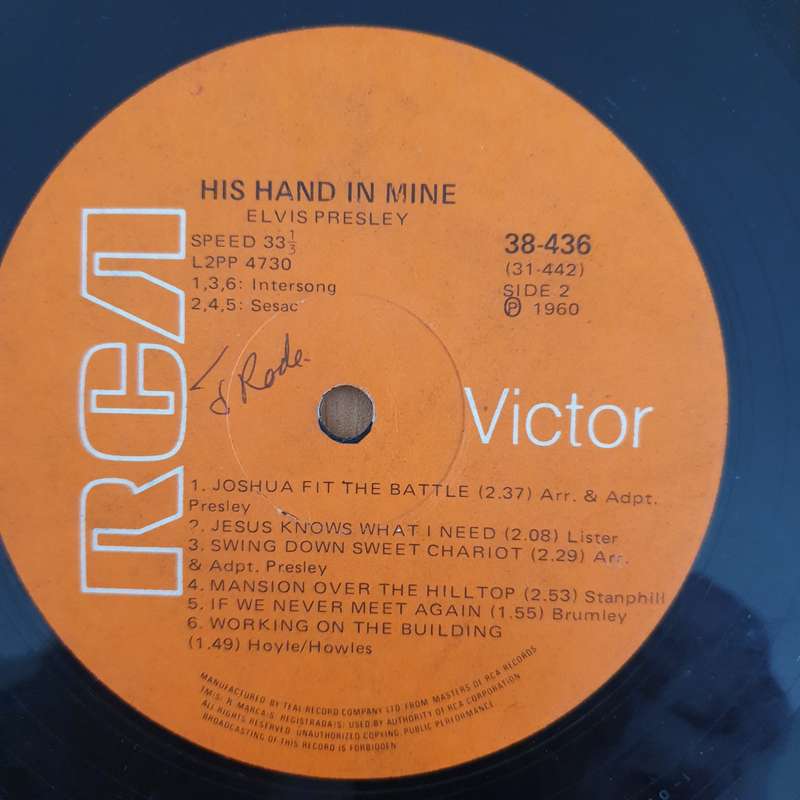 HIS HAND IN MINE
ELVIS PRESLEY
SPEED 33⅓
L2PP 4730
1,3,6: Intersong
2,4,5: Sesac
38-436
(31-442)
SIDE 2
Ⓟ 1960
RCA
Victor
1. JOSHUA FIT THE BATTLE (2.37) Arr. & Adpt.
Presley
2. JESUS KNOWS WHAT I NEED (2.08) Lister
3. SWING DOWN SWEET CHARIOT (2.29) Arr.
& Adpt. Presley
4. MANSION OVER THE HILLTOP (2.53) Stanphill
5. IF WE NEVER MEET AGAIN (1.55) Brumley
6. WORKING ON THE BUILDING
(1.49) Hoyle/Howles
MANUFACTURED BY TEAL RECORD COMPANY LTD. FROM MASTERS OF RCA RECORDS
TM(S) R. MARCA(S) REGISTRADA(S) USED BY AUTHORITY OF RCA CORPORATION
ALL RIGHTS RESERVED. UNAUTHORIZED COPYING, PUBLIC PERFORMANCE
BROADCASTING OF THIS RECORD IS FORBIDDEN